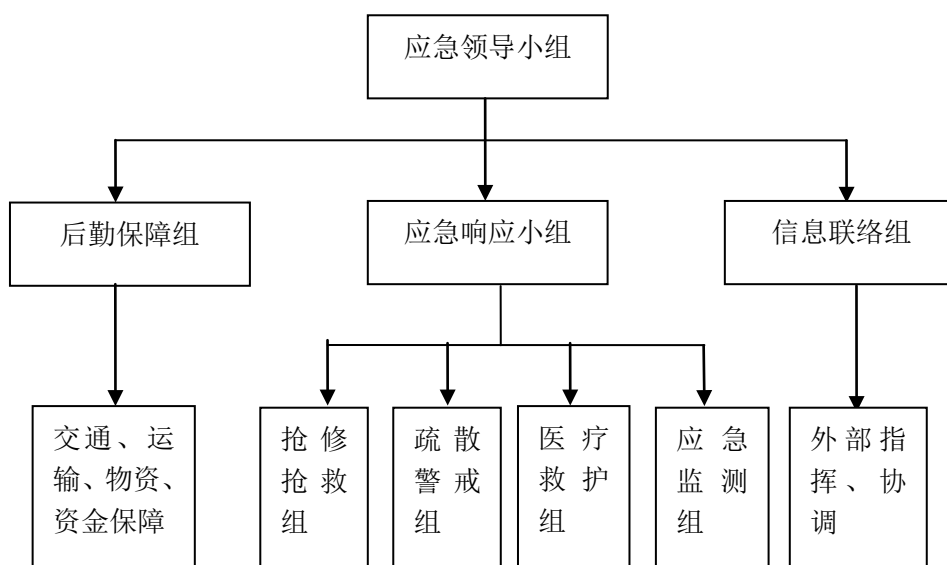 应急领导小组
后勤保障组
应急响应小组
信息联络组
交通、运
输、物资、
资金保障
抢修
抢救
组
疏散
警戒
组
医疗
救护
组
应急
监测
组
外部指
挥、协
调